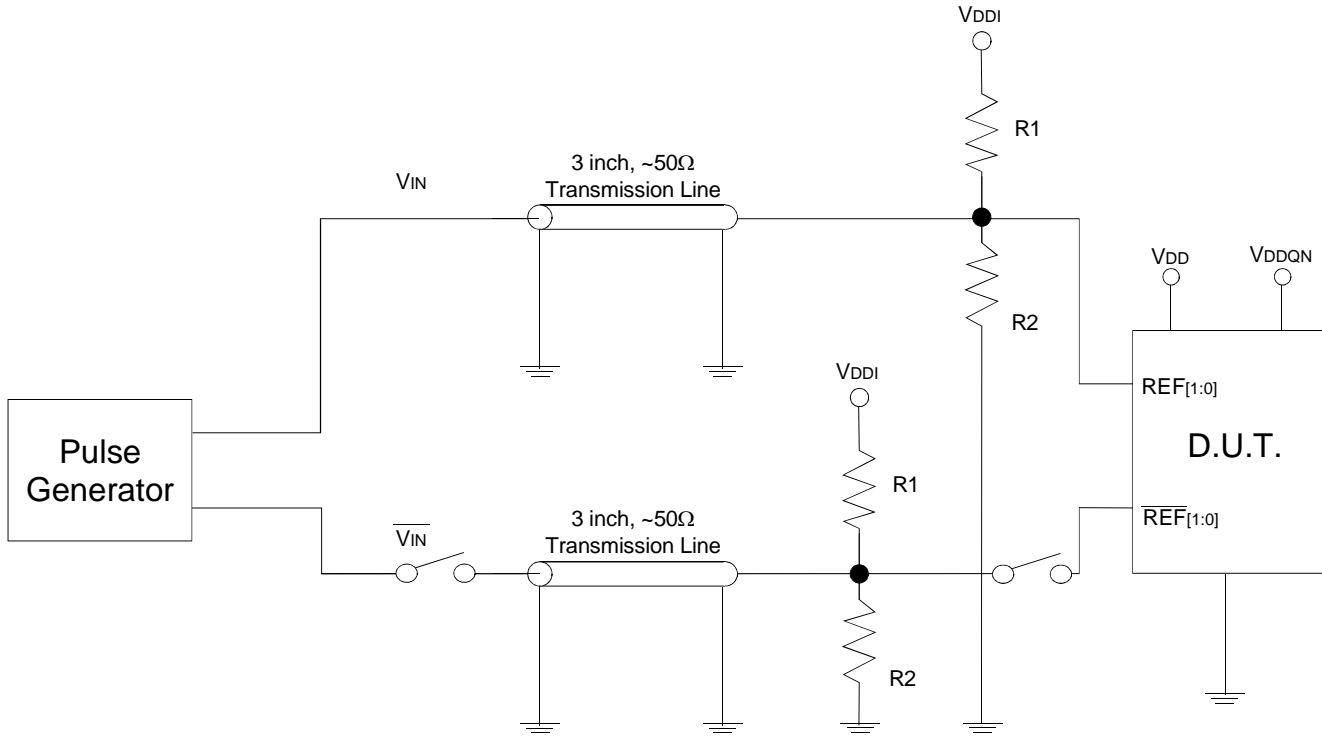 VDDI
R1
3 inch, ~50Ω
Transmission Line
VIN
R2
VDD
VDDQN
REF[1:0]
D.U.T.
REF[1:0]
VDDI
R1
Pulse
Generator
VIN
3 inch, ~50Ω
Transmission Line
R2